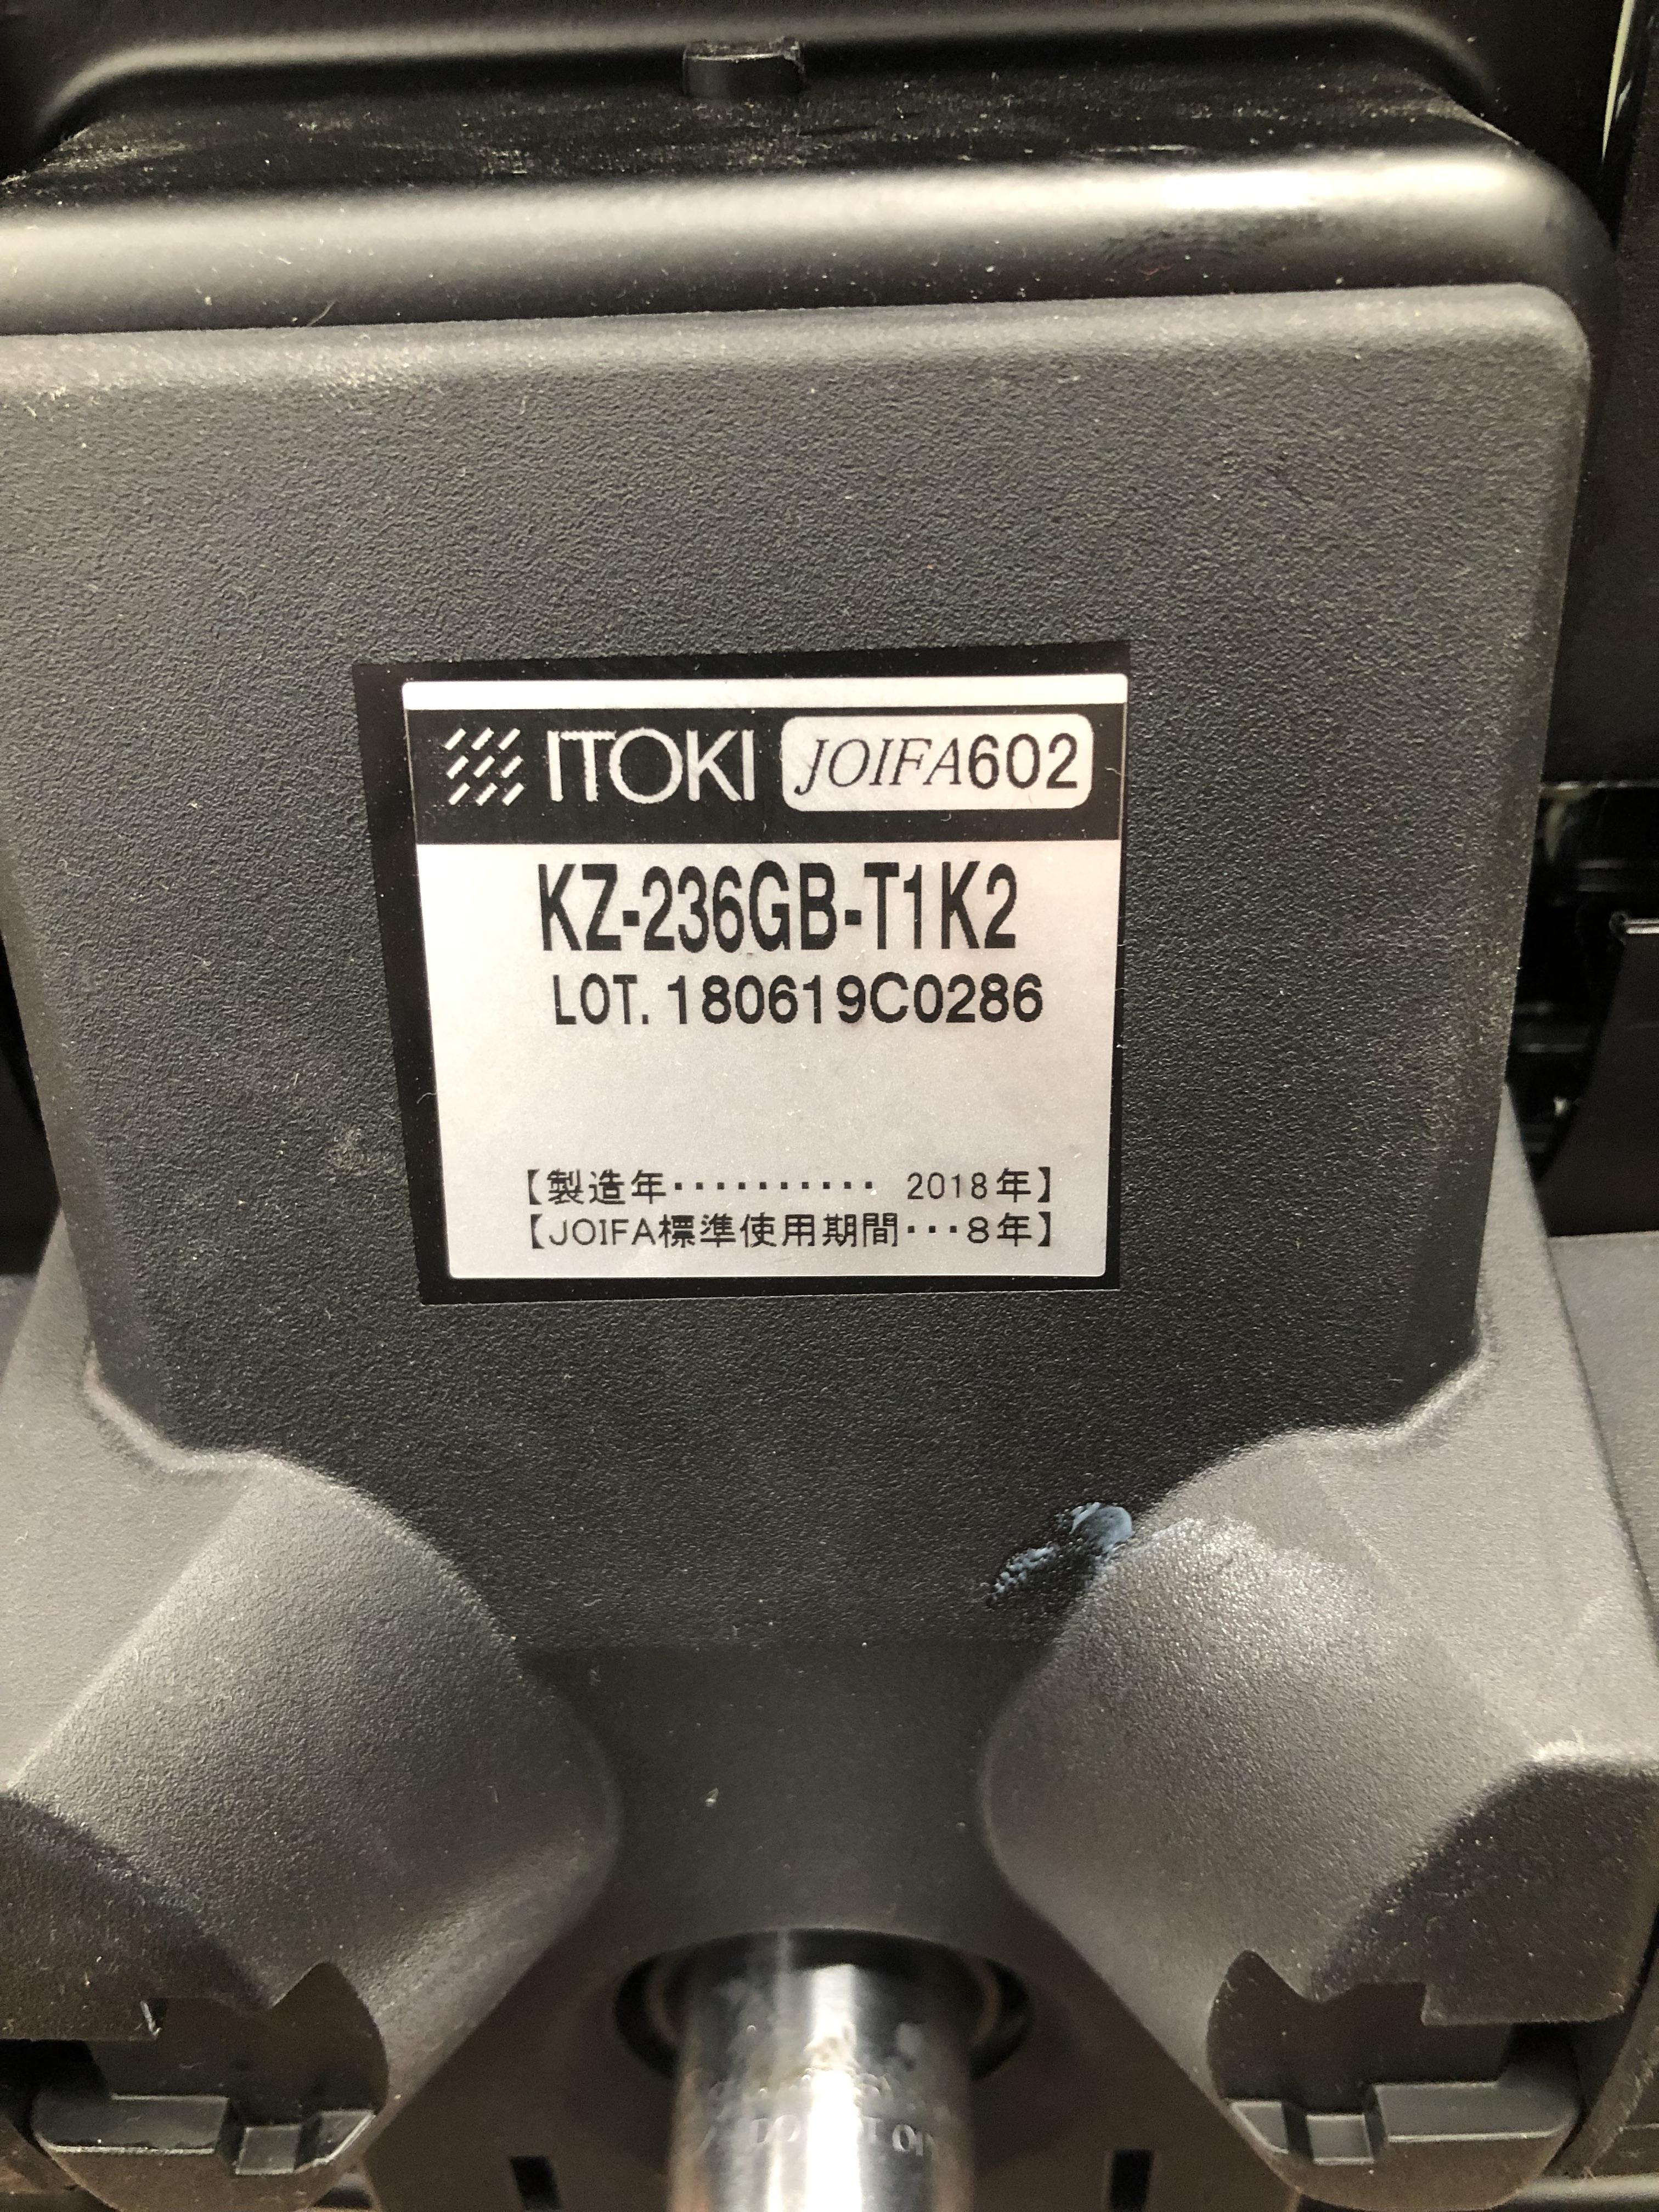 ITOKI JOIFA602
KZ-236GB-T1K2
LOT. 180619C0286
【製造年・・・・・・・・・・ 2018年】
【JOIFA標準使用期間・・・8年】